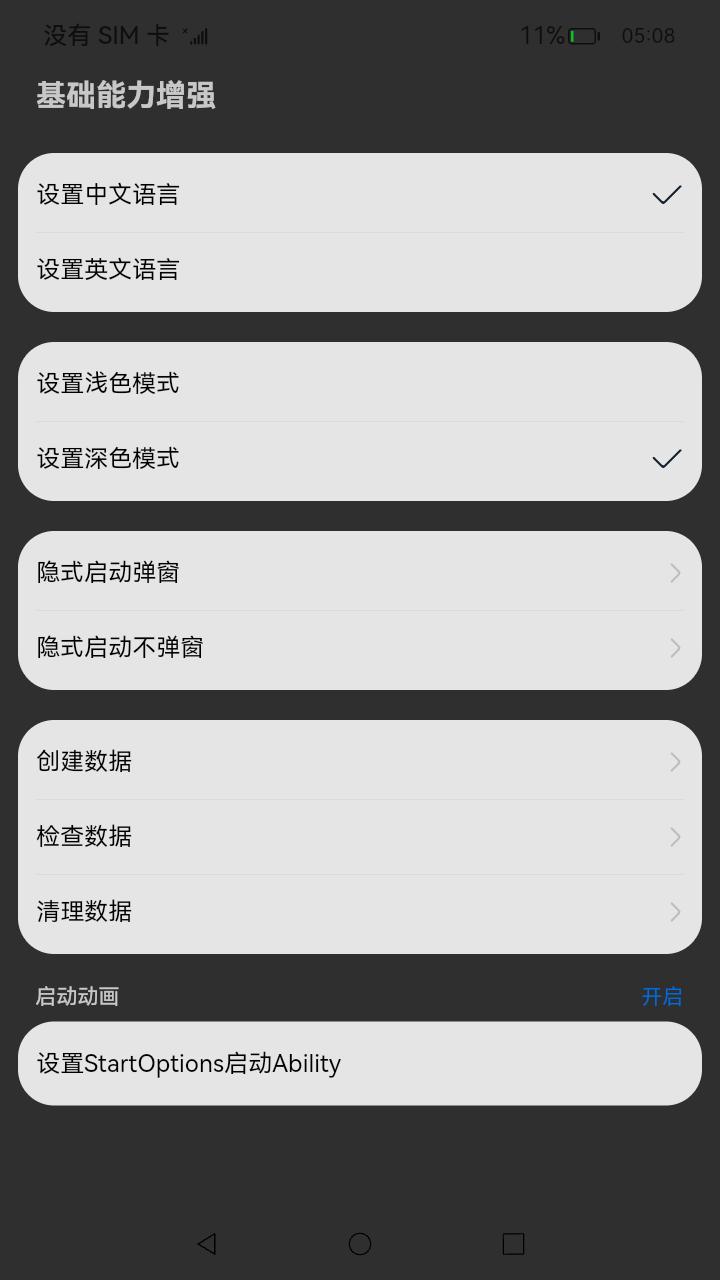 没有 SIM 卡 11% 05:08
基础能力增强
设置中文语言
设置英文语言
设置浅色模式
设置深色模式
隐式启动弹窗
隐式启动不弹窗
创建数据
检查数据
清理数据
启动动画 开启
设置StartOptions启动Ability